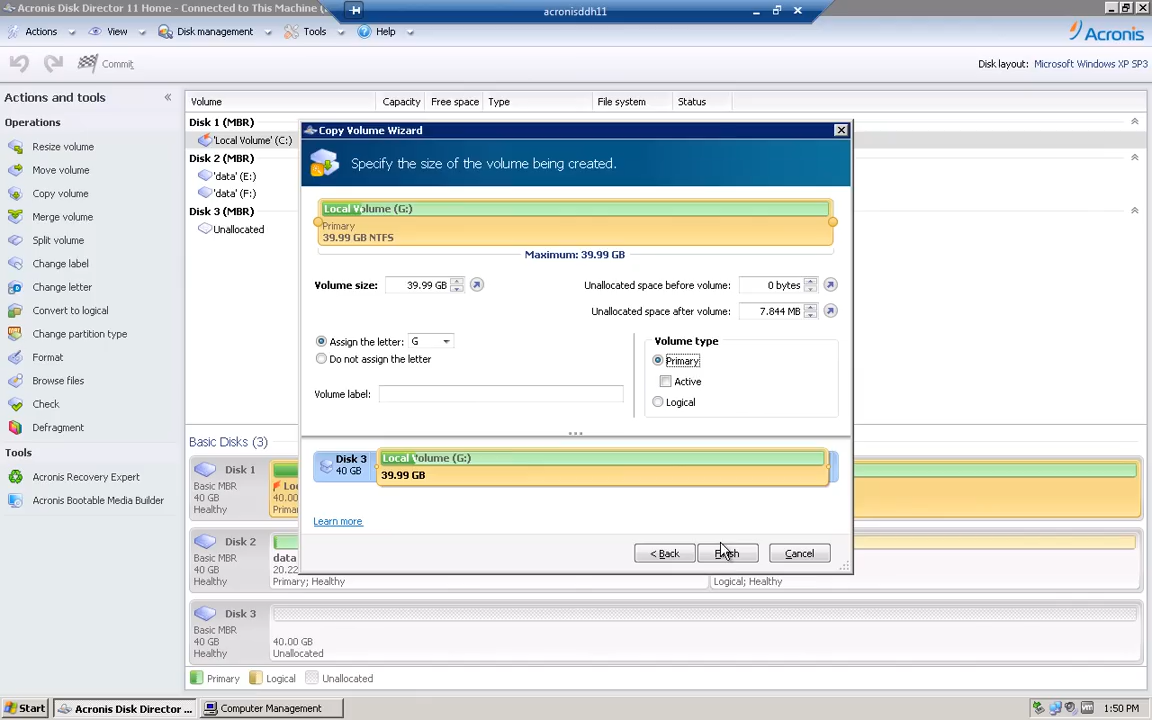 Acronis Disk Director 11 Home - Connected to This Machine (
acronisddh11
Actions View Disk management Tools Help
Acronis
Commit
Disk layout: Microsoft Windows XP SP3
Actions and tools «
Operations
Resize volume
Move volume
Copy volume
Merge volume
Split volume
Change label
Change letter
Convert to logical
Change partition type
Format
Browse files
Check
Defragment
Tools
Acronis Recovery Expert
Acronis Bootable Media Builder
Volume Capacity Free space Type File system Status
Disk 1 (MBR)
'Local Volume' (C:)
Disk 2 (MBR)
'data' (E:)
'data' (F:)
Disk 3 (MBR)
Unallocated
Copy Volume Wizard
Specify the size of the volume being created.
Local Volume (G:)
Primary
39.99 GB NTFS
Maximum: 39.99 GB
Volume size: 39.99 GB
Unallocated space before volume: 0 bytes
Unallocated space after volume: 7.844 MB
Assign the letter: G
Do not assign the letter
Volume label:
Volume type
Primary
Active
Logical
Disk 3
40 GB
Local Volume (G:)
39.99 GB
Learn more
< Back Finish Cancel
Basic Disks (3)
Disk 1
Basic MBR
40 GB
Healthy
Lo
40.00
Prima
Disk 2
Basic MBR
40 GB
Healthy
data
20.22
Primary; Healthy
Logical; Healthy
Disk 3
Basic MBR
40 GB
Healthy
40.00 GB
Unallocated
Primary Logical Unallocated
Start Acronis Disk Director ... Computer Management 1:50 PM